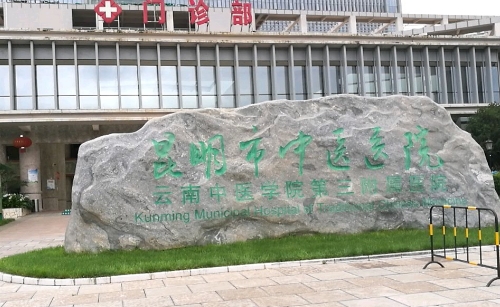 门诊部
昆明市中医医院
云南中医学院第三附属医院
Kunming Municipal Hospital of